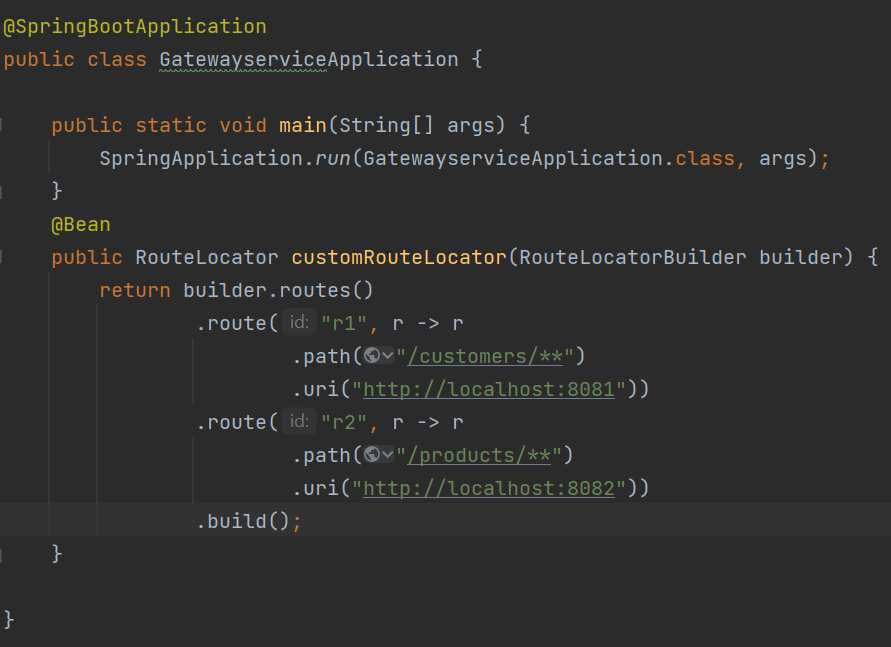 @SpringBootApplication
public class GatewayserviceApplication {
public static void main(String[] args) {
SpringApplication.run(GatewayserviceApplication.class, args);
}
@Bean
public RouteLocator customRouteLocator(RouteLocatorBuilder builder) {
return builder.routes()
.route( id: "r1", r -> r
.path("/customers/**")
.uri("http://localhost:8081"))
.route( id: "r2", r -> r
.path("/products/**")
.uri("http://localhost:8082"))
.build();
}
}